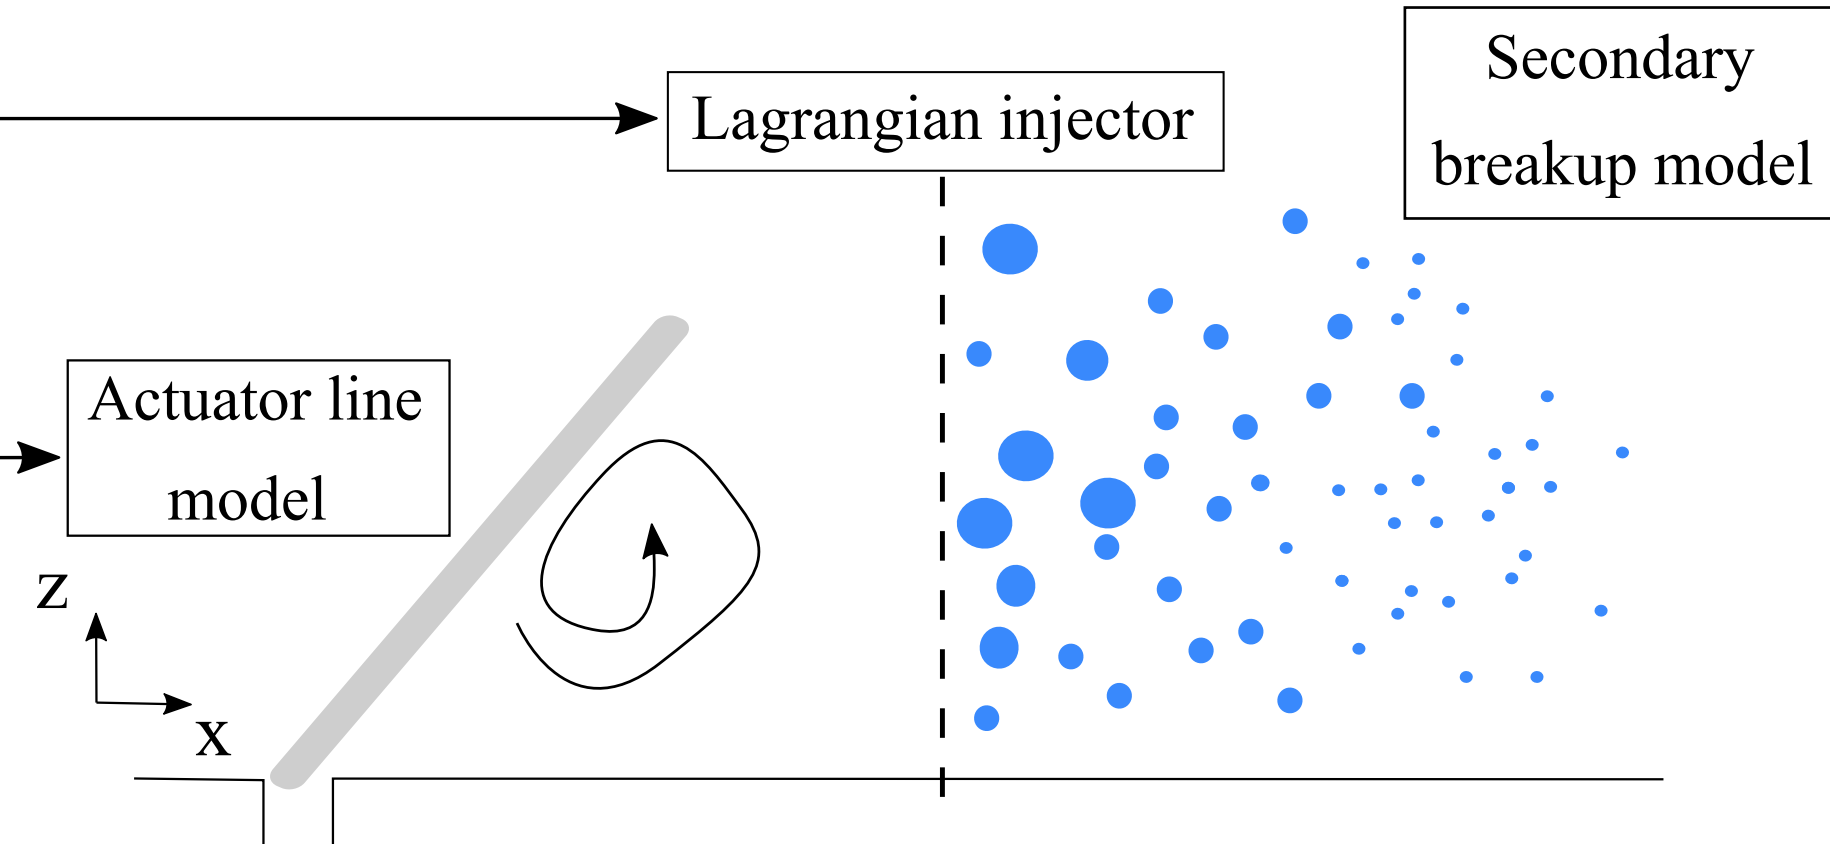 Secondary
breakup model
Lagrangian injector
Actuator line
model
z
x